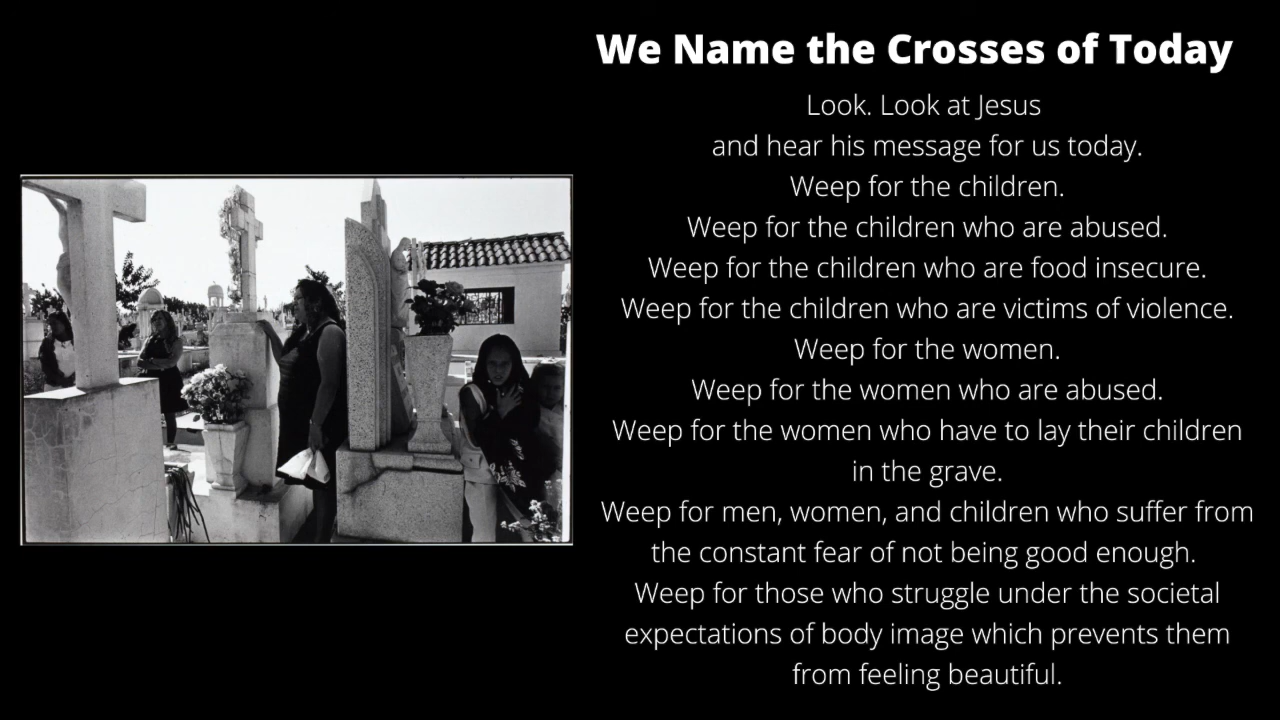 We Name the Crosses of Today
Look. Look at Jesus
and hear his message for us today.
Weep for the children.
Weep for the children who are abused.
Weep for the children who are food insecure.
Weep for the children who are victims of violence.
Weep for the women.
Weep for the women who are abused.
Weep for the women who have to lay their children
in the grave.
Weep for men, women, and children who suffer from
the constant fear of not being good enough.
Weep for those who struggle under the societal
expectations of body image which prevents them
from feeling beautiful.